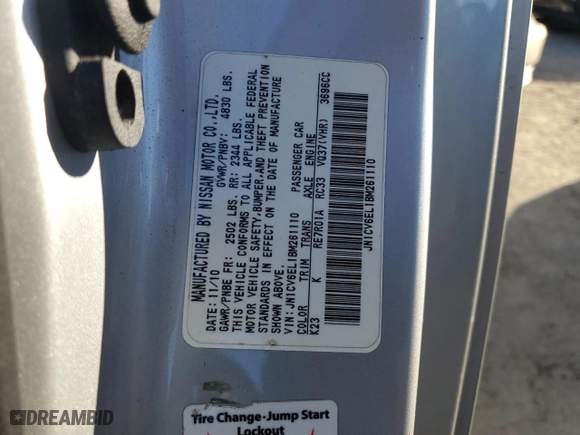 MANUFACTURED BY NISSAN MOTOR CO.,LTD.
DATE: 11/10 GVWR/PNBV: 4830 LBS.
GAWR/PNBE FR: 2502 LBS. RR: 2344 LBS.
THIS VEHICLE CONFORMS TO ALL APPLICABLE FEDERAL
MOTOR VEHICLE SAFETY,BUMPER,AND THEFT PREVENTION
STANDARDS IN EFFECT ON THE DATE OF MANUFACTURE
SHOWN ABOVE.
VIN: JN1CV6EL1BM261110 PASSENGER CAR
COLOR TRIM TRANS AXLE ENGINE
K23 K RE7R01A RC33 VQ37(VHR) 3696CC
JN1CV6EL1BM261110
Tire Change-Jump Start
Lockout
DREAMBID